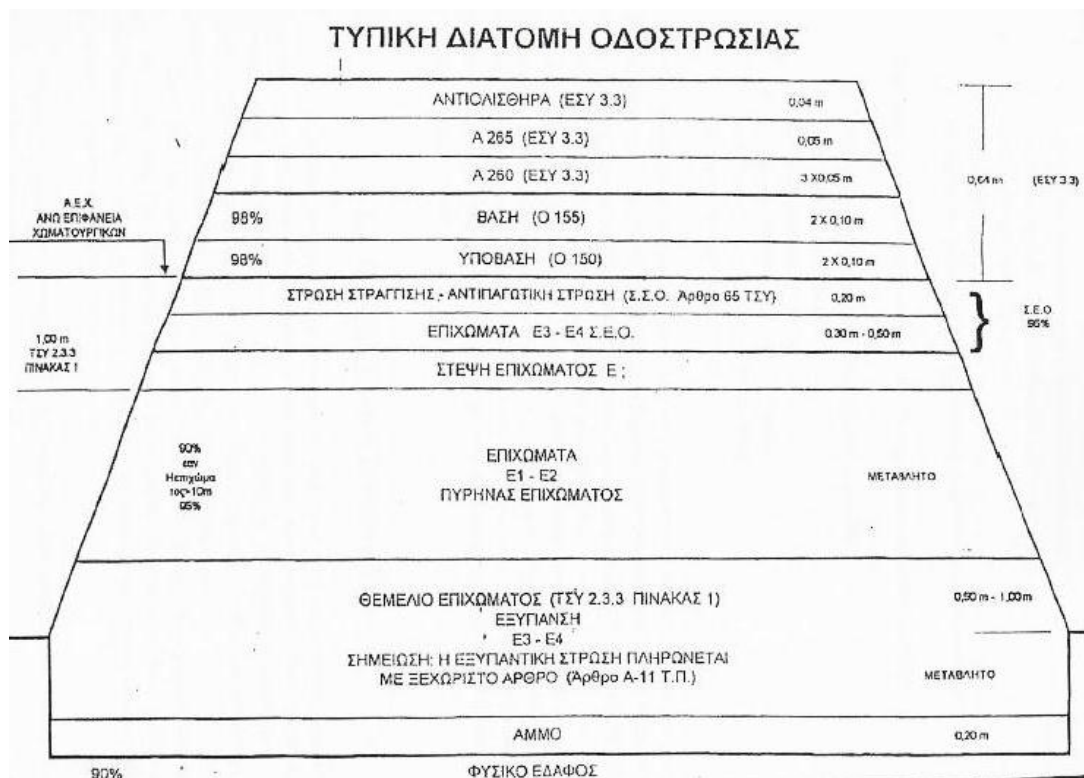 ΤΥΠΙΚΗ ΔΙΑΤΟΜΗ ΟΔΟΣΤΡΩΣΙΑΣ
ΑΝΤΙΟΛΙΣΘΗΡΑ (ΕΣΥ 3.3) 0,04 m
Α 265 (ΕΣΥ 3.3) 0,05 m
Α 260 (ΕΣΥ 3.3) 3 X 0,05 m
0,64 m (ΕΣΥ 3.3)
Α.Ε.Χ.
ΑΝΩ ΕΠΙΦΑΝΕΙΑ
ΧΩΜΑΤΟΥΡΓΙΚΩΝ
98% ΒΑΣΗ (Ο 155) 2 X 0,10 m
98% ΥΠΟΒΑΣΗ (Ο 150) 2 X 0,10 m
ΣΤΡΩΣΗ ΣΤΡΑΓΓΙΣΗΣ - ΑΝΤΙΠΑΓΩΤΙΚΗ ΣΤΡΩΣΗ (Σ.Σ.Ο. Άρθρο 65 ΤΣΥ) 0,20 m
ΕΠΙΧΩΜΑΤΑ Ε3 - Ε4 Σ.Ε.Ο. 0,30 m - 0,50 m
Σ.Ε.Ο
95%
1,00 m
ΤΣΥ 2.3.3
ΠΙΝΑΚΑΣ 1
ΣΤΕΨΗ ΕΠΙΧΩΜΑΤΟΣ Ε ;
90%
εαν
Ηεπιχώμα
τος>10m
95%
ΕΠΙΧΩΜΑΤΑ
Ε1 - Ε2
ΠΥΡΗΝΑΣ ΕΠΙΧΩΜΑΤΟΣ
ΜΕΤΑΒΛΗΤΟ
ΘΕΜΕΛΙΟ ΕΠΙΧΩΜΑΤΟΣ (ΤΣΥ 2.3.3 ΠΙΝΑΚΑΣ 1) 0,50 m - 1,00 m
ΕΞΥΓΙΑΝΣΗ
Ε3 - Ε4
ΣΗΜΕΙΩΣΗ: Η ΕΞΥΓΙΑΝΤΙΚΗ ΣΤΡΩΣΗ ΠΛΗΡΩΝΕΤΑΙ
ΜΕ ΞΕΧΩΡΙΣΤΟ ΑΡΘΡΟ (Άρθρο Α-11 Τ.Π.)
ΜΕΤΑΒΛΗΤΟ
ΑΜΜΟ 0,20 m
90% ΦΥΣΙΚΟ ΕΔΑΦΟΣ